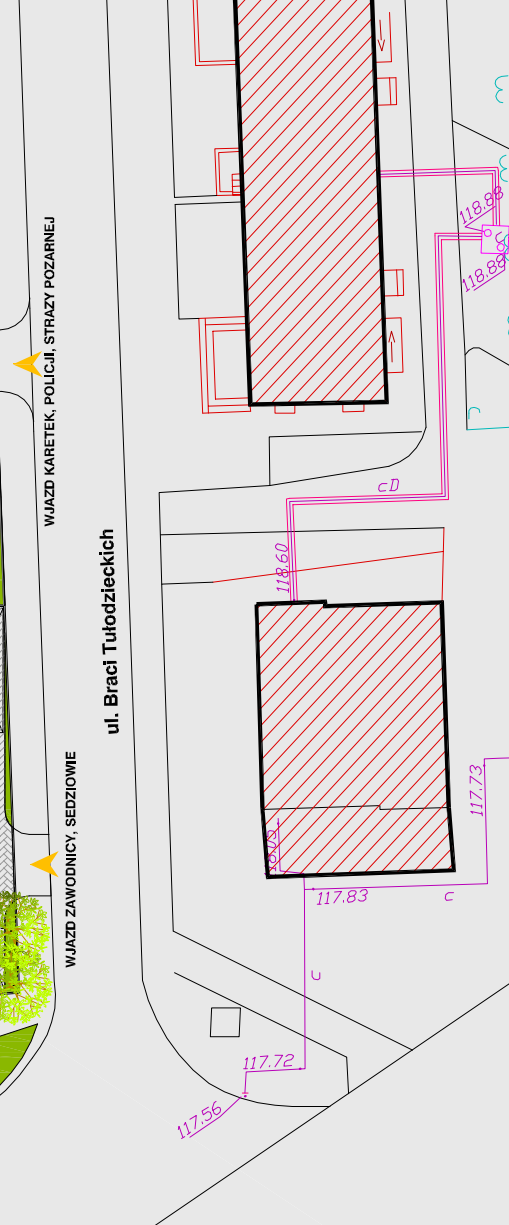 118.88
118.89
WJAZD KARETEK, POLICJI, STRAZY POZARNEJ
cD
118.60
ul. Braci Tułodzieckich
117.73
WJAZD ZAWODNICY, SEDZIOWIE
117.83
c
c
117.72
117.56